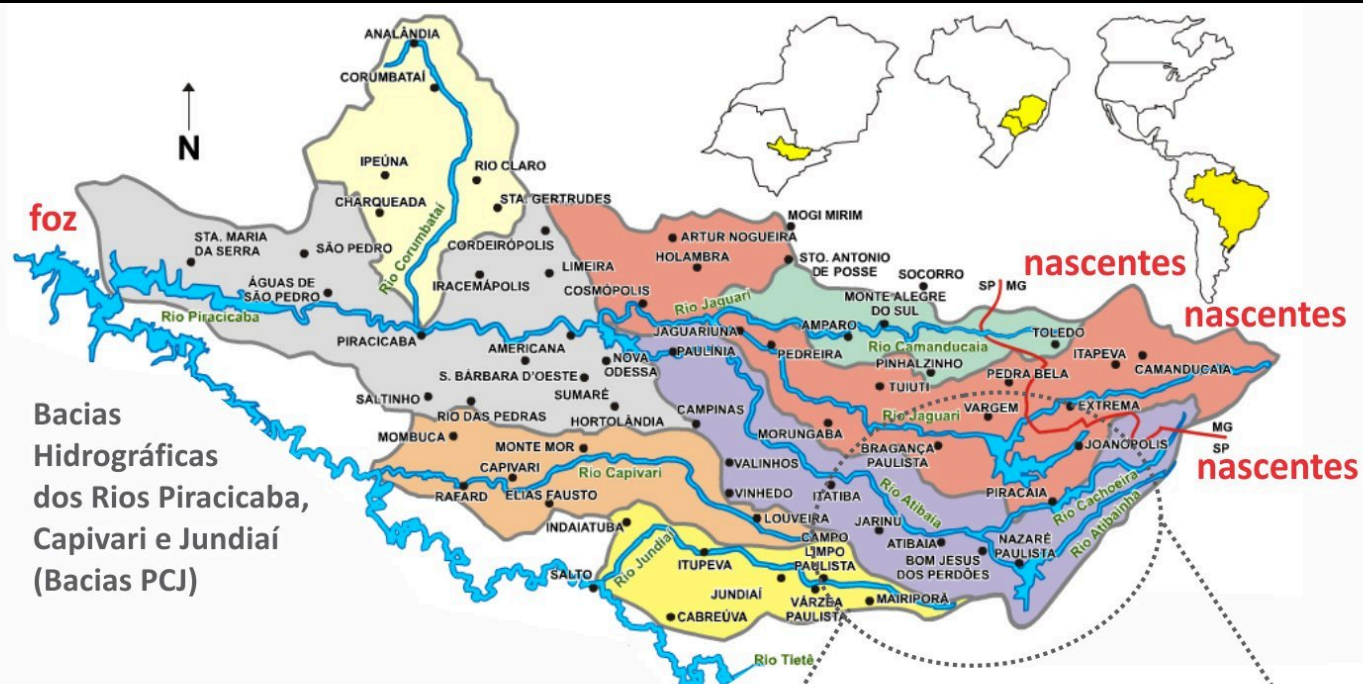 ANALÂNDIA
CORUMBATAÍ
N
IPEÚNA
RIO CLARO
CHARQUEADA
STA. GERTRUDES
Rio Corumbataí
foz
STA. MARIA
DA SERRA
SÃO PEDRO
CORDEIRÓPOLIS
LIMEIRA
IRACEMÁPOLIS
ÁGUAS DE
SÃO PEDRO
Rio Piracicaba
PIRACICABA
AMERICANA
NOVA
ODESSA
S. BÁRBARA D'OESTE
SUMARÉ
HORTOLÂNDIA
SALTINHO
RIO DAS PEDRAS
MOGI MIRIM
ARTUR NOGUEIRA
HOLAMBRA
STO. ANTONIO
DE POSSE
COSMÓPOLIS
SOCORRO
SP
MG
nascentes
nascentes
Rio Jaguari
MONTE ALEGRE
DO SUL
JAGUARIUNA
AMPARO
TOLEDO
Rio Camanducaia
PAULÍNIA
PEDREIRA
PINHALZINHO
PEDRA BELA
ITAPEVA
CAMANDUCAIA
TUIUTI
Rio Jaguari
VARGEM
EXTREMA
CAMPINAS
MORUNGABA
BRAGANÇA
PAULISTA
JOANÓPOLIS
MG
SP
nascentes
Bacias
Hidrográficas
dos Rios Piracicaba,
Capivari e Jundiaí
(Bacias PCJ)
MOMBUCA
MONTE MOR
CAPIVARI
Rio Capivari
RAFARD
ELIAS FAUSTO
VALINHOS
VINHEDO
ITATIBA
Rio Atibaia
PIRACAIA
Rio Cachoeira
Rio Atibainha
LOUVEIRA
JARINU
ATIBAIA
NAZARÉ
PAULISTA
BOM JESUS
DOS PERDÕES
INDAIATUBA
CAMPO
LIMPO
PAULISTA
Rio Jundiaí
ITUPEVA
SALTO
JUNDIAÍ
VÁRZEA
PAULISTA
MAIRIPORÃ
CABREÚVA
Rio Tietê